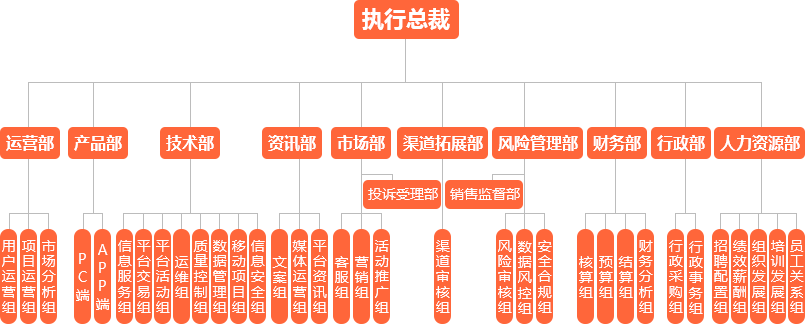 执行总裁
运营部
产品部
技术部
资讯部
市场部
渠道拓展部
风险管理部
财务部
行政部
人力资源部
投诉受理部
销售监督部
用户运营组
项目运营组
市场分析组
PC端
APP端
信息服务组
平台交易组
平台活动组
运维组
质量控制组
数据管理组
移动项目组
信息安全组
文案组
媒体运营组
平台资讯组
客服组
营销组
活动推广组
渠道审核组
风险审核组
数据风控组
安全合规组
核算组
预算组
结算组
财务分析组
行政采购组
行政事务组
招聘配置组
绩效薪酬组
组织发展组
培训发展组
员工关系组